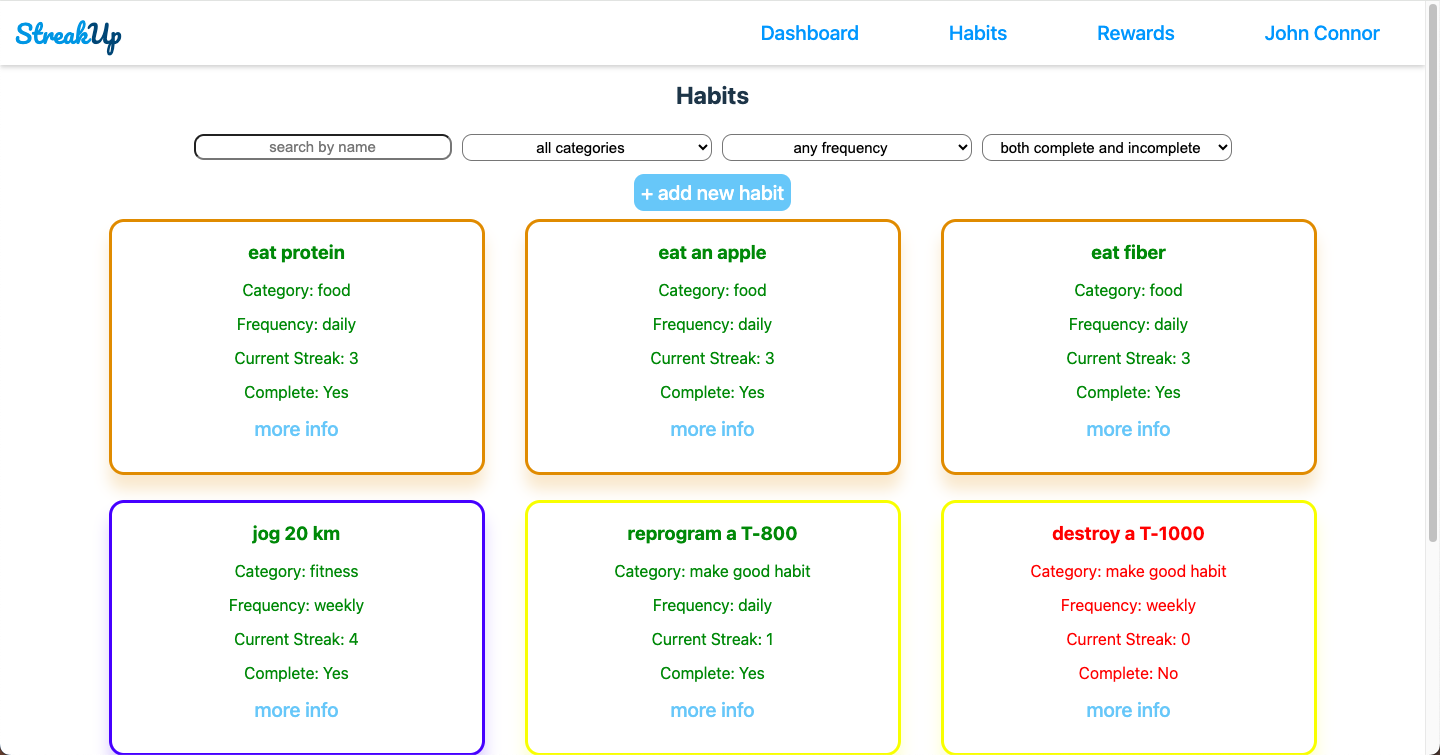 StreakUp
Dashboard
Habits
Rewards
John Connor
Habits
search by name
all categories
any frequency
both complete and incomplete
+ add new habit
eat protein
Category: food
Frequency: daily
Current Streak: 3
Complete: Yes
more info
eat an apple
Category: food
Frequency: daily
Current Streak: 3
Complete: Yes
more info
eat fiber
Category: food
Frequency: daily
Current Streak: 3
Complete: Yes
more info
jog 20 km
Category: fitness
Frequency: weekly
Current Streak: 4
Complete: Yes
more info
reprogram a T-800
Category: make good habit
Frequency: daily
Current Streak: 1
Complete: Yes
more info
destroy a T-1000
Category: make good habit
Frequency: weekly
Current Streak: 0
Complete: No
more info